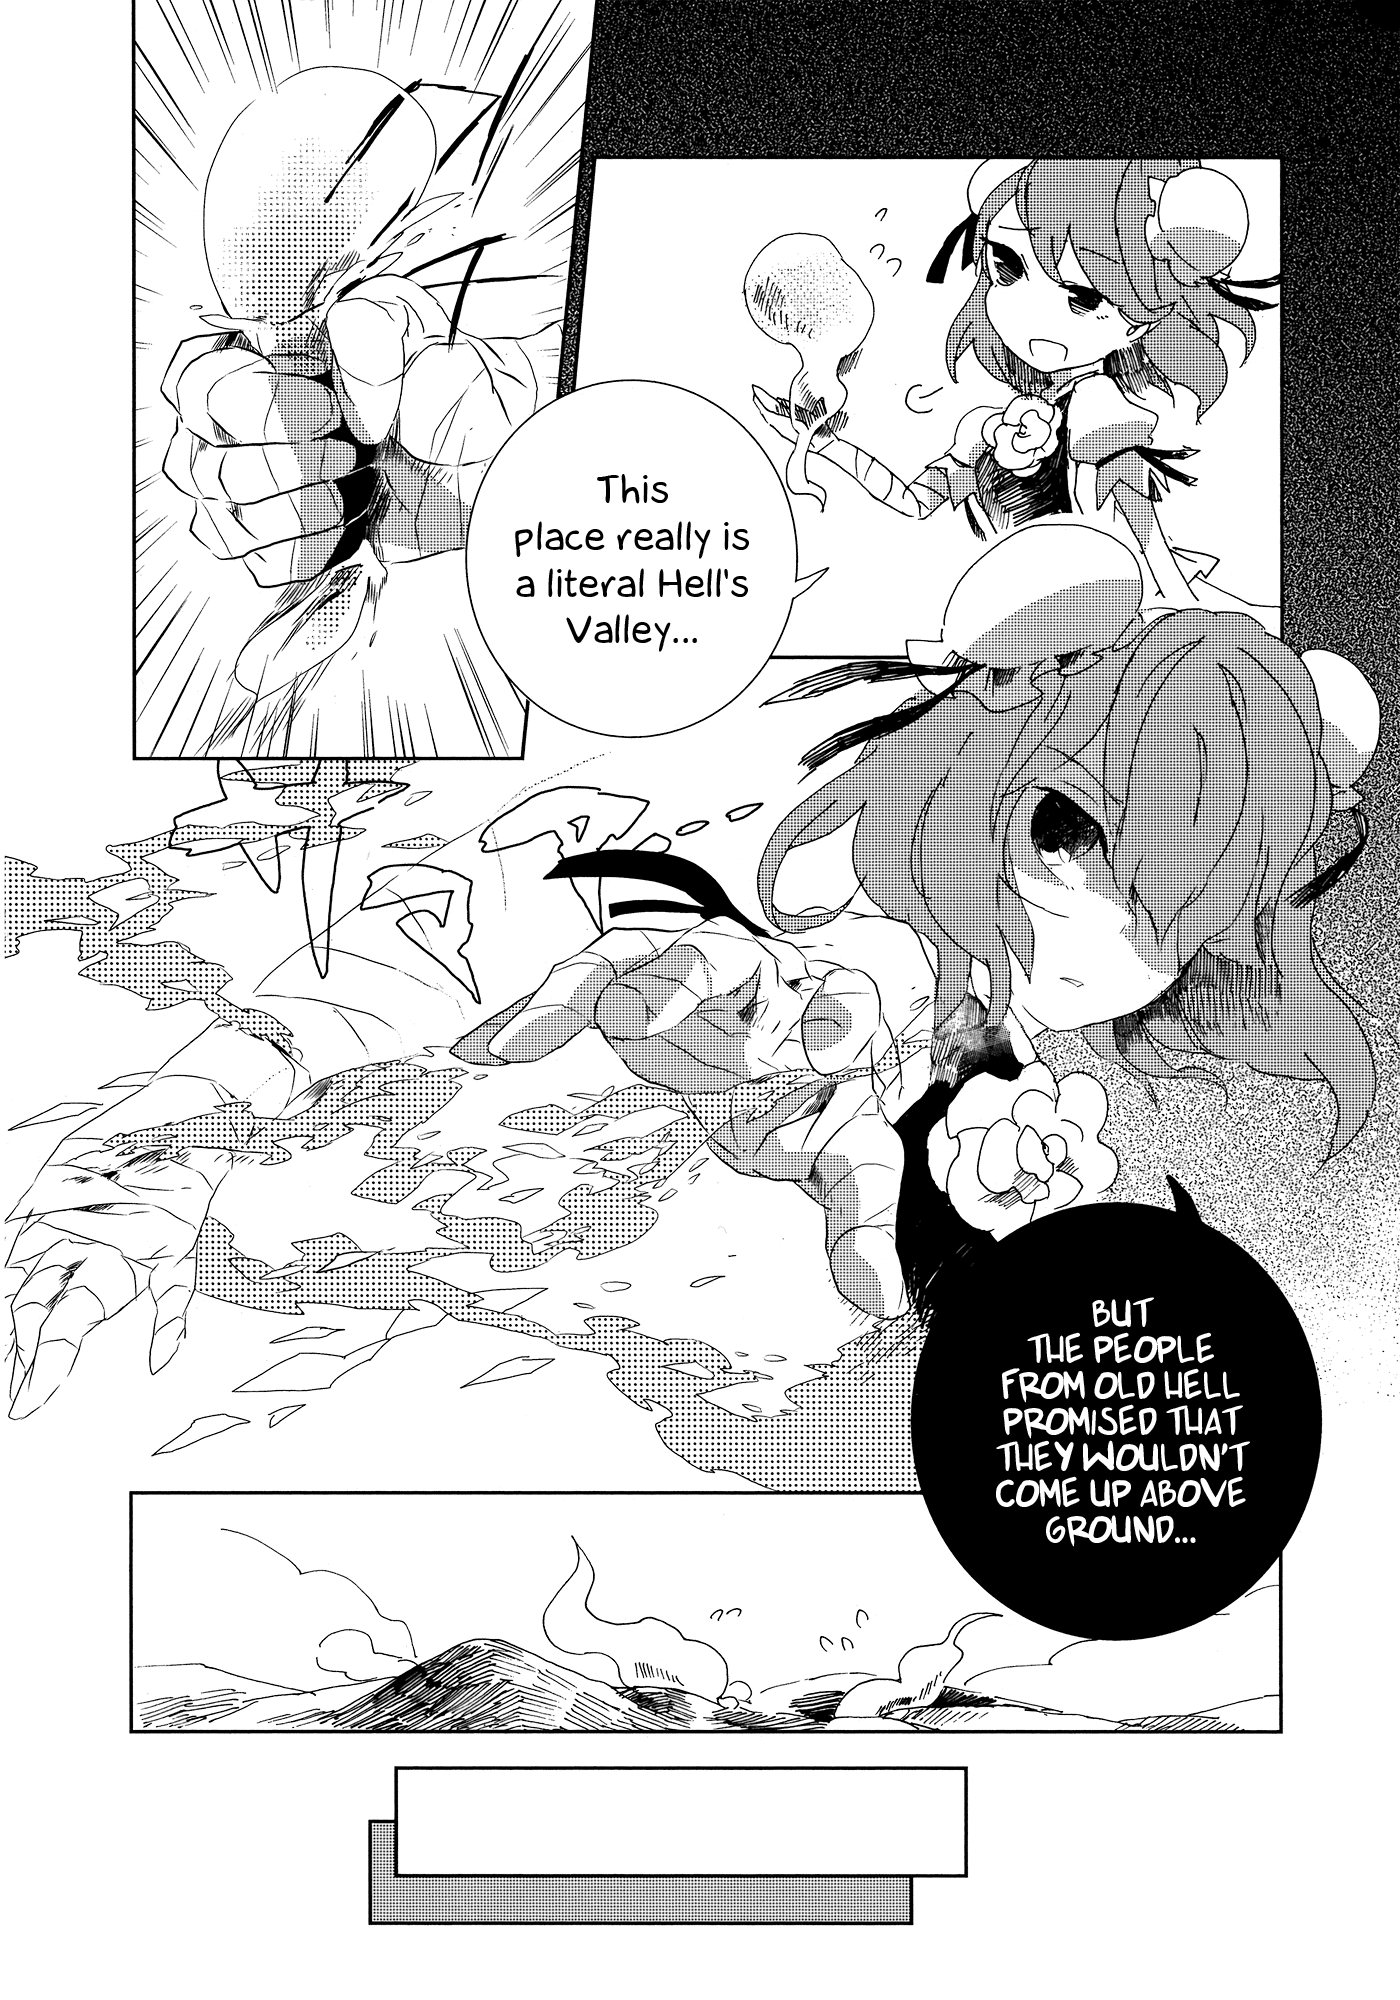 This
place really is
a literal Hell's
Valley...
BUT
THE PEOPLE
FROM OLD HELL
PROMISED THAT
THEY WOULDN'T
COME UP ABOVE
GROUND...